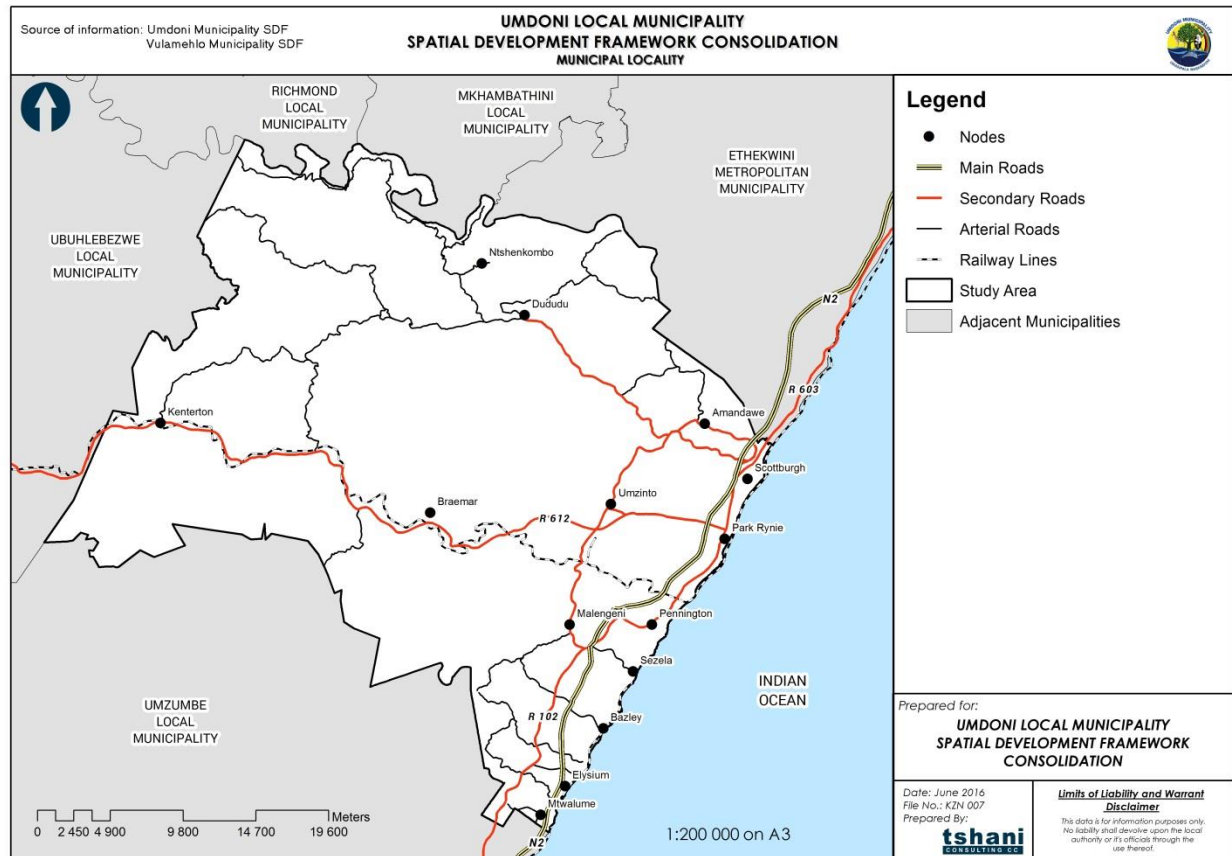 Source of information: Umdoni Municipality SDF
Vulamehlo Municipality SDF
UMDONI LOCAL MUNICIPALITY
SPATIAL DEVELOPMENT FRAMEWORK CONSOLIDATION
MUNICIPAL LOCALITY
RICHMOND
LOCAL
MUNICIPALITY
MKHAMBATHINI
LOCAL
MUNICIPALITY
ETHEKWINI
METROPOLITAN
MUNICIPALITY
UBUHLEBEZWE
LOCAL
MUNICIPALITY
Ntshenkombo
Dududu
N2
R 603
Kenterton
Amandawe
Scottburgh
Umzinto
Braemar
R 612
Park Rynie
Malengeni
Pennington
Sezela
INDIAN
OCEAN
UMZUMBE
LOCAL
MUNICIPALITY
R 102
Bazley
Elysium
Mtwalume
N2
Meters
0 2 450 4 900 9 800 14 700 19 600
1:200 000 on A3
Legend
Nodes
Main Roads
Secondary Roads
Arterial Roads
Railway Lines
Study Area
Adjacent Municipalities
Prepared for:
UMDONI LOCAL MUNICIPALITY
SPATIAL DEVELOPMENT FRAMEWORK
CONSOLIDATION
Date: June 2016
File No.: KZN 007
Prepared By:
tshani
CONSULTING CC
Limits of Liability and Warrant
Disclaimer
This data is for information purposes only.
No liability shall devolve upon the local
authority or it's officials through the
use thereof.